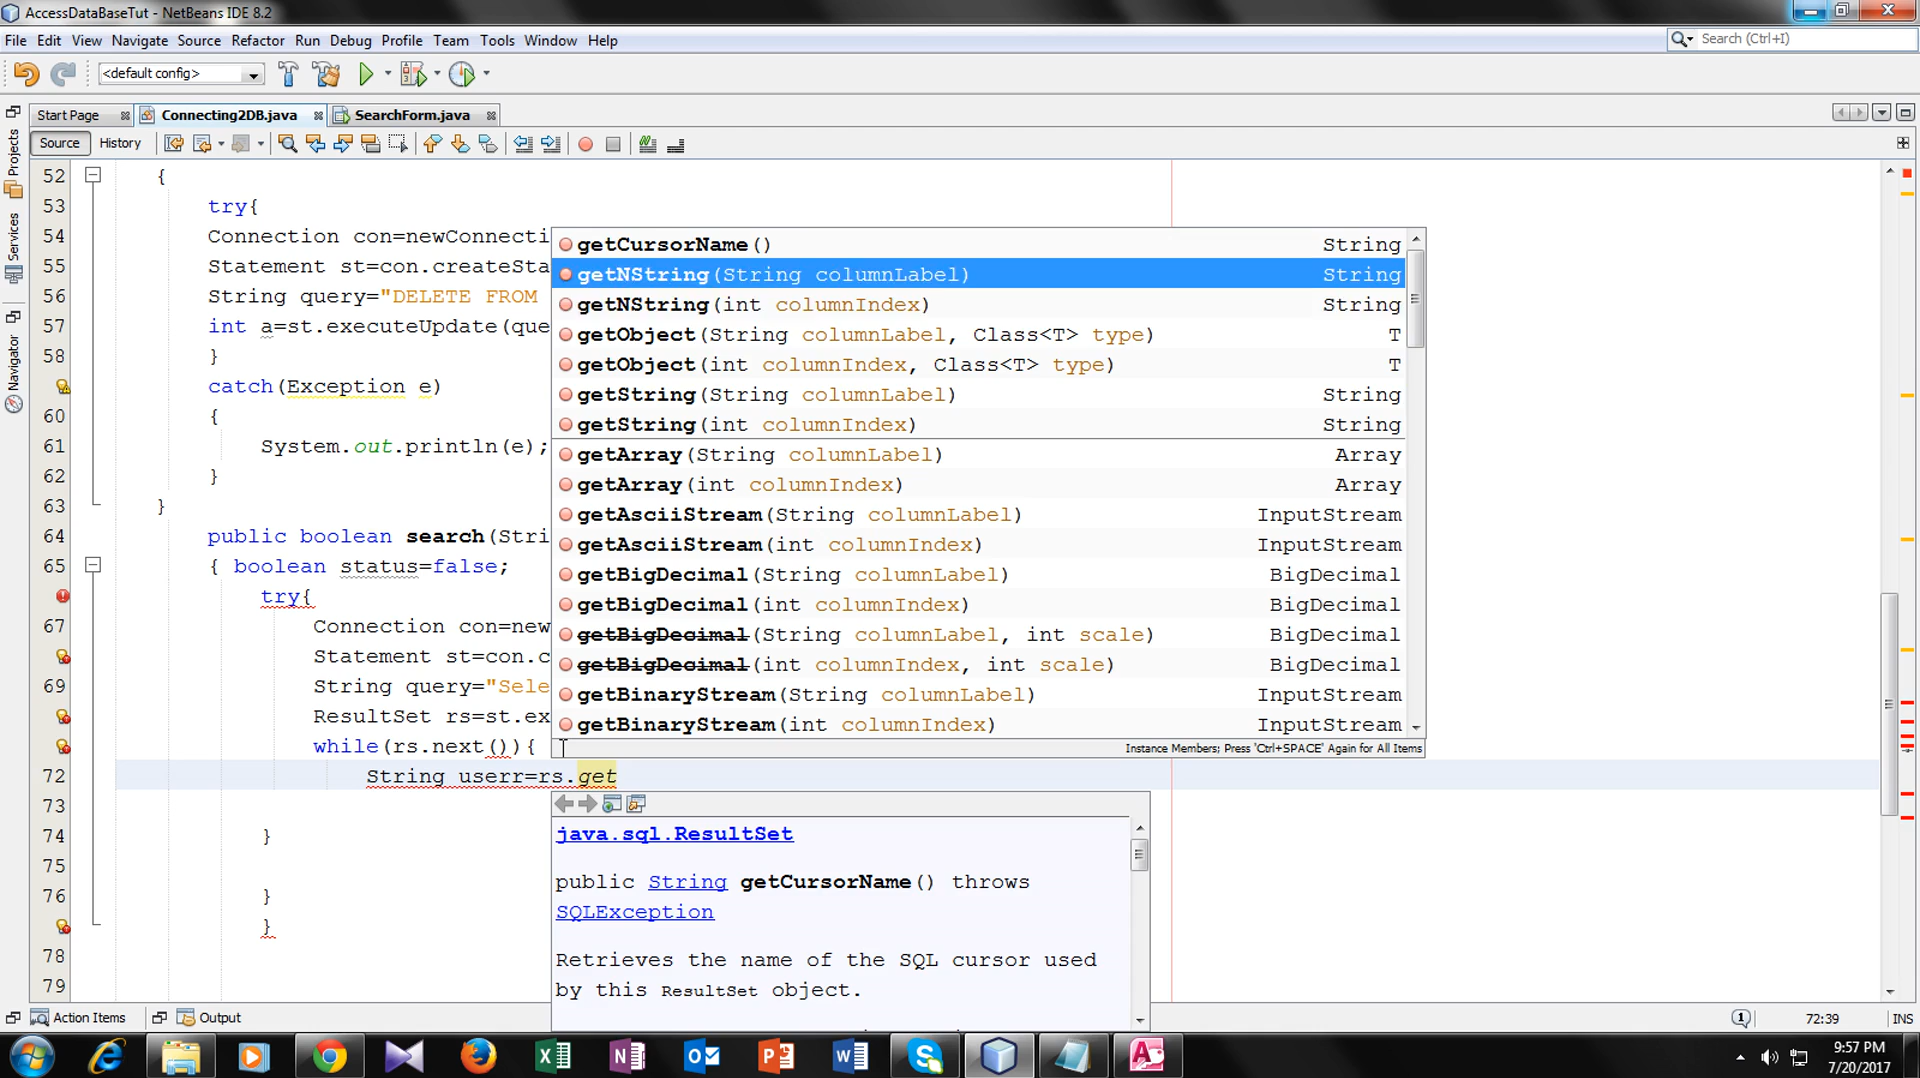 AccessDataBaseTut - NetBeans IDE 8.2
File Edit View Navigate Source Refactor Run Debug Profile Team Tools Window Help
Search (Ctrl+I)
<default config>
Start Page Connecting2DB.java SearchForm.java
Source History
Projects
Services
Navigator
52 {
53 try{
54 Connection con=newConnecti
55 Statement st=con.createSta
56 String query="DELETE FROM
57 int a=st.executeUpdate(que
58 }
catch(Exception e)
60 {
61 System.out.println(e);
62 }
63 }
64 public boolean search(Stri
65 { boolean status=false;
try{
67 Connection con=new
Statement st=con.c
69 String query="Sele
ResultSet rs=st.ex
while(rs.next()){
72 String userr=rs.get
73
74 }
75
76 }
}
78
79
getCursorName() String
getNString(String columnLabel) String
getNString(int columnIndex) String
getObject(String columnLabel, Class<T> type) T
getObject(int columnIndex, Class<T> type) T
getString(String columnLabel) String
getString(int columnIndex) String
getArray(String columnLabel) Array
getArray(int columnIndex) Array
getAsciiStream(String columnLabel) InputStream
getAsciiStream(int columnIndex) InputStream
getBigDecimal(String columnLabel) BigDecimal
getBigDecimal(int columnIndex) BigDecimal
getBigDecimal(String columnLabel, int scale) BigDecimal
getBigDecimal(int columnIndex, int scale) BigDecimal
getBinaryStream(String columnLabel) InputStream
getBinaryStream(int columnIndex) InputStream
Instance Members; Press 'Ctrl+SPACE' Again for All Items
java.sql.ResultSet
public String getCursorName() throws
SQLException
Retrieves the name of the SQL cursor used
by this ResultSet object.
Action Items Output
1 72:39 INS
9:57 PM
7/20/2017